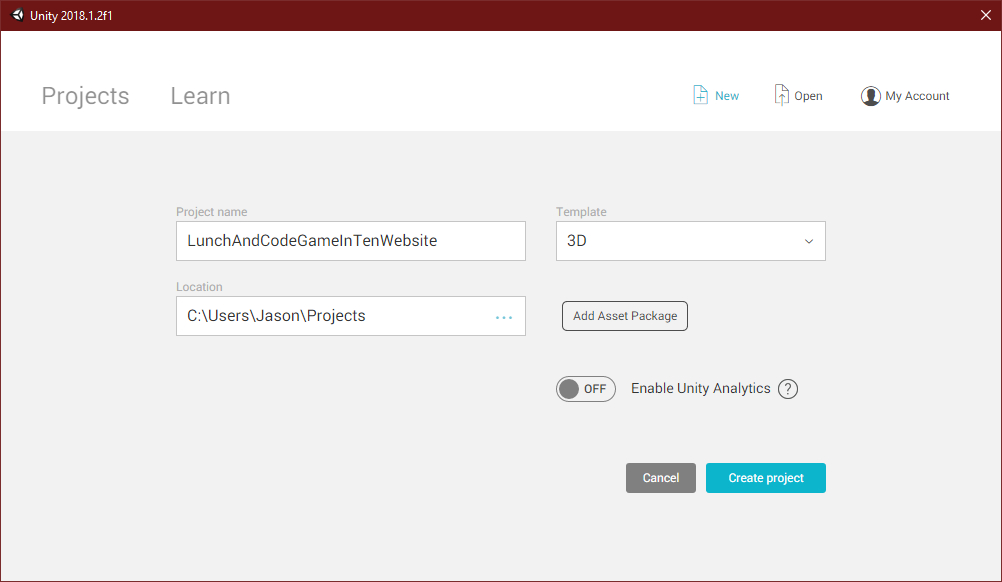 Unity 2018.1.2f1
Projects Learn New Open My Account
Project name Template
LunchAndCodeGameInTenWebsite 3D
Location
C:\Users\Jason\Projects ... Add Asset Package
OFF Enable Unity Analytics ?
Cancel Create project